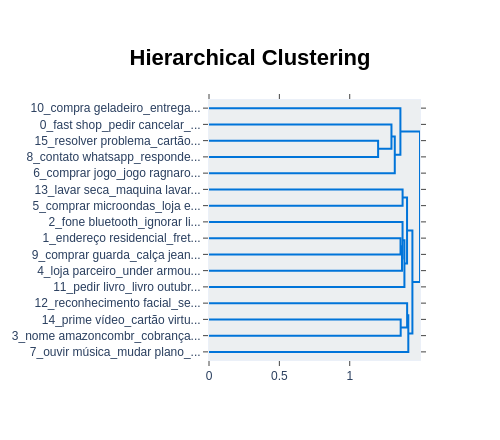 Hierarchical Clustering
10_compra geladeiro_entrega...
0_fast shop_pedir cancelar_...
15_resolver problema_cartão...
8_contato whatsapp_responde...
6_comprar jogo_jogo ragnaro...
13_lavar seca_maquina lavar...
5_comprar microondas_loja e...
2_fone bluetooth_ignorar li...
1_endereço residencial_fret...
9_comprar guarda_calça jean...
4_loja parceiro_under armou...
11_pedir livro_livro outubr...
12_reconhecimento facial_se...
14_prime vídeo_cartão virtu...
3_nome amazoncombr_cobrança...
7_ouvir música_mudar plano_...
0 0.5 1